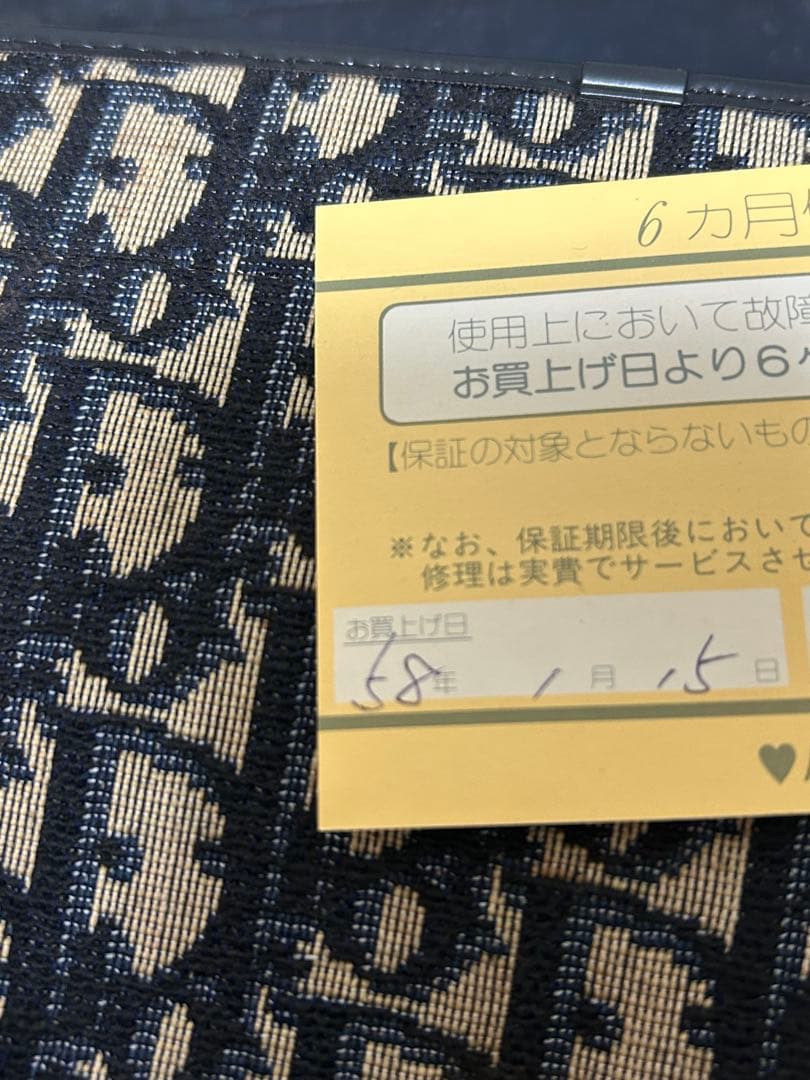 6カ月
使用上において故障
お買上げ日より6ヶ
【保証の対象とならないもの
※なお、保証期限後において
修理は実費でサービスさせ
お買上げ日
58年 1月 15日
♥